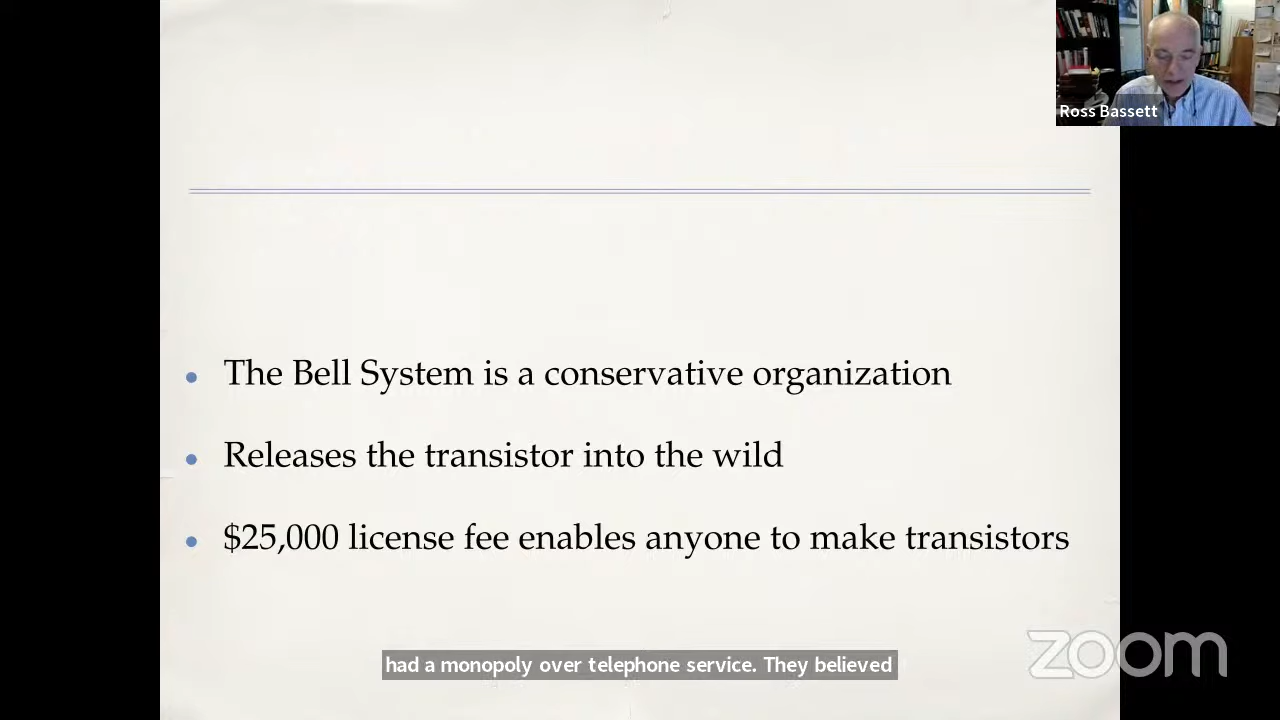 Ross Bassett
The Bell System is a conservative organization
Releases the transistor into the wild
$25,000 license fee enables anyone to make transistors
had a monopoly over telephone service. They believed
zoom